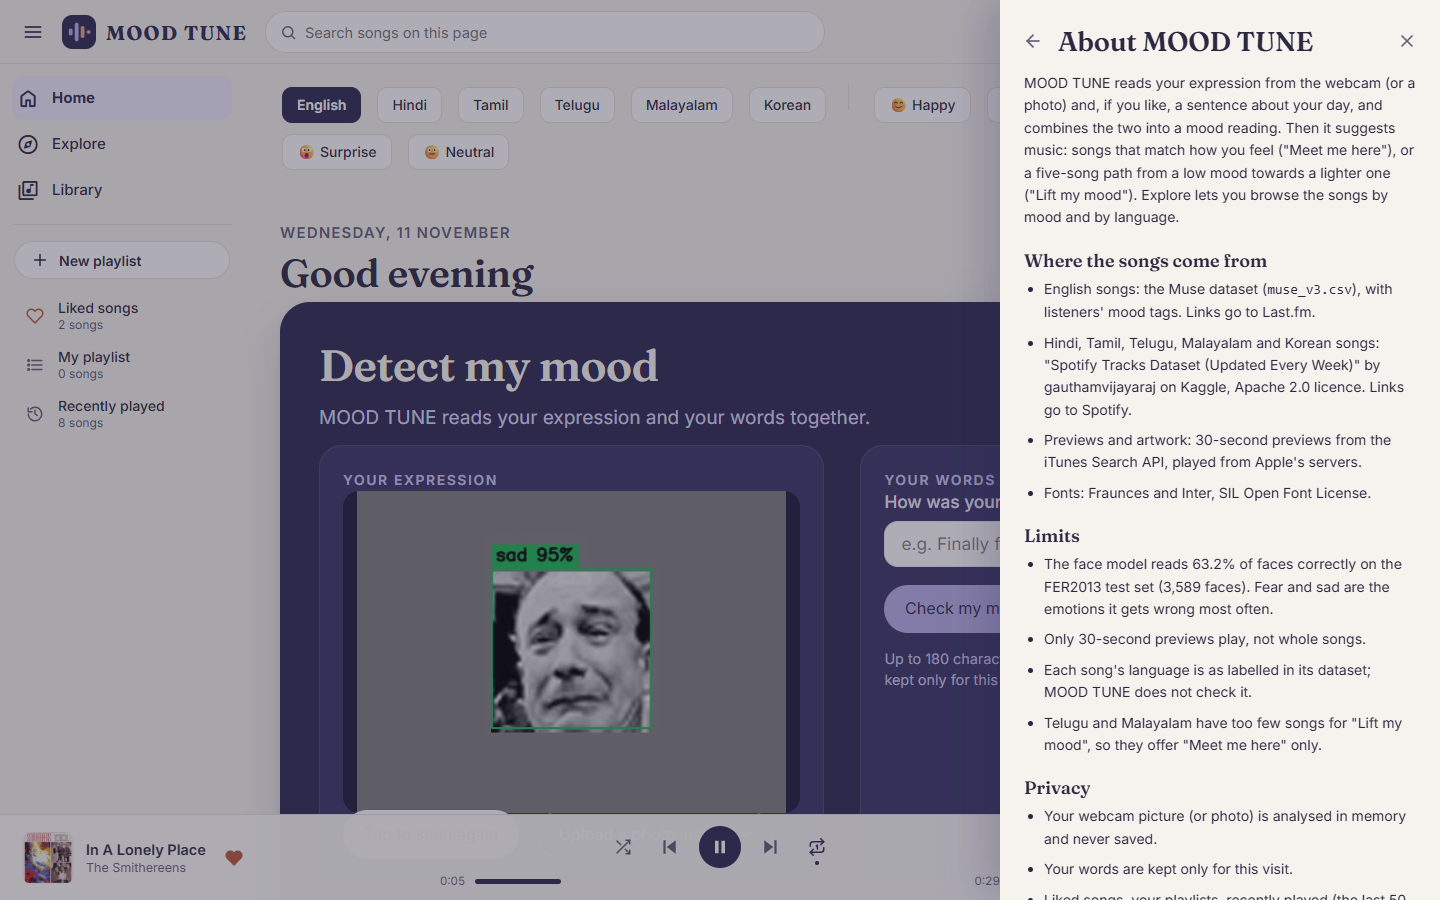 MOOD TUNE
Search songs on this page
Home
Explore
Library
New playlist
Liked songs
2 songs
My playlist
0 songs
Recently played
8 songs
English Hindi Tamil Telugu Malayalam Korean Happy
Surprise Neutral
WEDNESDAY, 11 NOVEMBER
Good evening
Detect my mood
MOOD TUNE reads your expression and your words together.
YOUR EXPRESSION
sad 95%
YOUR WORDS
How was your
e.g. Finally f
Check my m
Up to 180 charac
kept only for this
In A Lonely Place
The Smithereens
0:05
0:29
About MOOD TUNE
MOOD TUNE reads your expression from the webcam (or a
photo) and, if you like, a sentence about your day, and
combines the two into a mood reading. Then it suggests
music: songs that match how you feel ("Meet me here"), or
a five-song path from a low mood towards a lighter one
("Lift my mood"). Explore lets you browse the songs by
mood and by language.
Where the songs come from
English songs: the Muse dataset (muse_v3.csv), with
listeners' mood tags. Links go to Last.fm.
Hindi, Tamil, Telugu, Malayalam and Korean songs:
"Spotify Tracks Dataset (Updated Every Week)" by
gauthamvijayaraj on Kaggle, Apache 2.0 licence. Links
go to Spotify.
Previews and artwork: 30-second previews from the
iTunes Search API, played from Apple's servers.
Fonts: Fraunces and Inter, SIL Open Font License.
Limits
The face model reads 63.2% of faces correctly on the
FER2013 test set (3,589 faces). Fear and sad are the
emotions it gets wrong most often.
Only 30-second previews play, not whole songs.
Each song's language is as labelled in its dataset;
MOOD TUNE does not check it.
Telugu and Malayalam have too few songs for "Lift my
mood", so they offer "Meet me here" only.
Privacy
Your webcam picture (or photo) is analysed in memory
and never saved.
Your words are kept only for this visit.
Liked songs, your playlists, recently played (the last 50